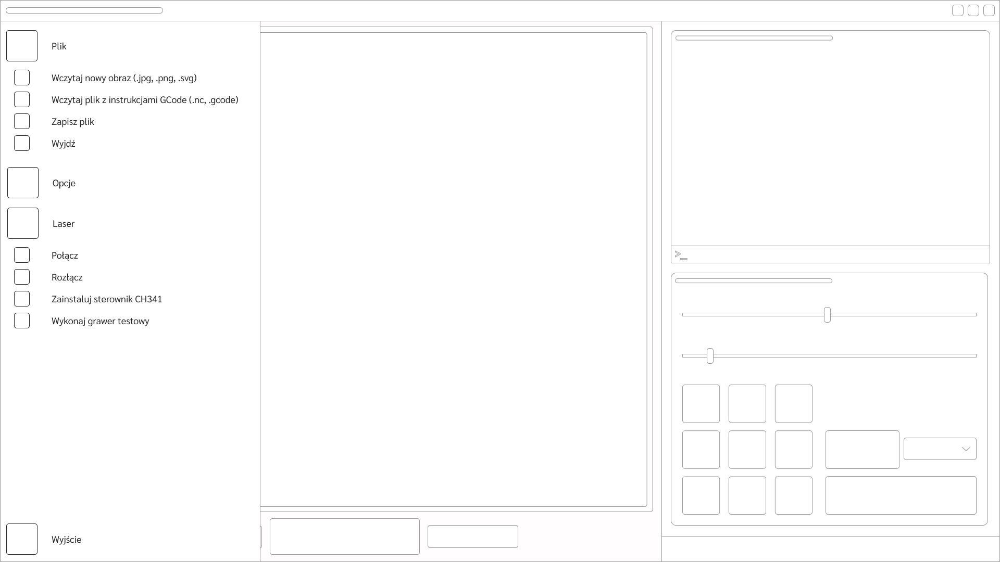 Plik
Wczytaj nowy obraz (.jpg, .png, .svg)
Wczytaj plik z instrukcjami GCode (.nc, .gcode)
Zapisz plik
Wyjdź
Opcje
Laser
Połącz
Rozłącz
Zainstaluj sterownik CH341
Wykonaj grawer testowy
Wyjście
>_